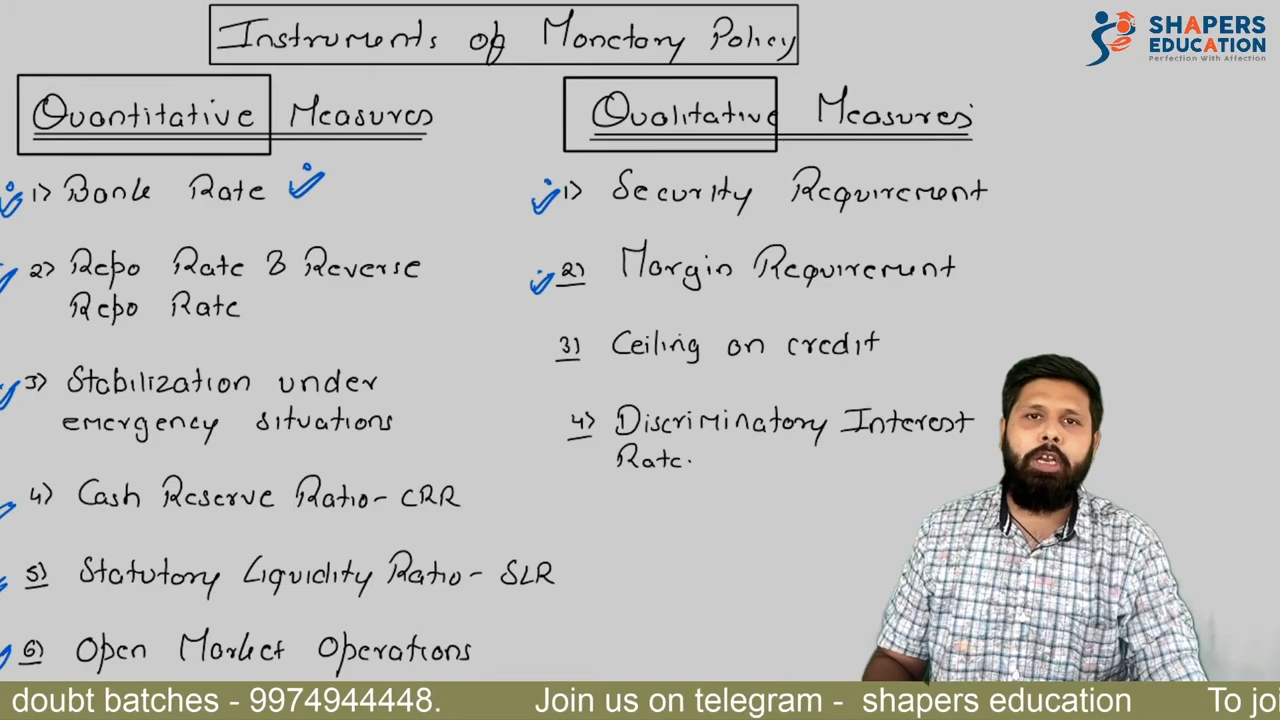 Instruments of Monetory Policy
SHAPERS
EDUCATION
Perfection With Affection
Quantitative Measures
1) Bank Rate
2) Repo Rate & Reverse
Repo Rate
3) Stabilization under
emergency situations
4) Cash Reserve Ratio - CRR
5) Statutory Liquidity Ratio - SLR
6) Open Market Operations
Qualitative Measures
1) Security Requirement
2) Margin Requirement
3) Ceiling on credit
4) Discriminatory Interest
Rate.
doubt batches - 9974944448. Join us on telegram - shapers education To joi